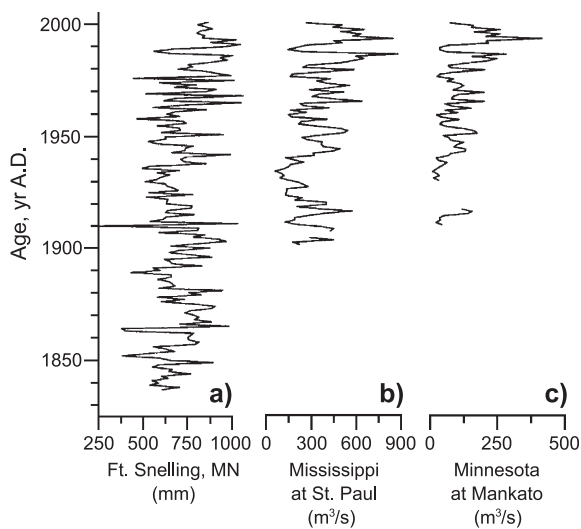 Age, yr A.D.
2000
1950
1900
1850
a)
b)
c)
250 500 750 1000
0 300 600 900
0 250 500
Ft. Snelling, MN
(mm)
Mississippi
at St. Paul
(m³/s)
Minnesota
at Mankato
(m³/s)